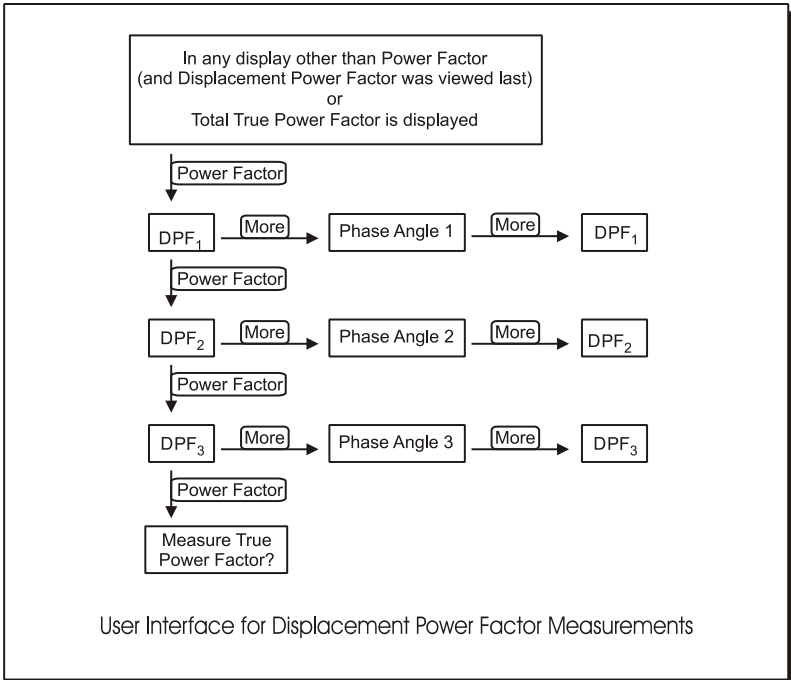 In any display other than Power Factor
(and Displacement Power Factor was viewed last)
or
Total True Power Factor is displayed
Power Factor
DPF₁ More Phase Angle 1 More DPF₁
Power Factor
DPF₂ More Phase Angle 2 More DPF₂
Power Factor
DPF₃ More Phase Angle 3 More DPF₃
Power Factor
Measure True
Power Factor?
User Interface for Displacement Power Factor Measurements